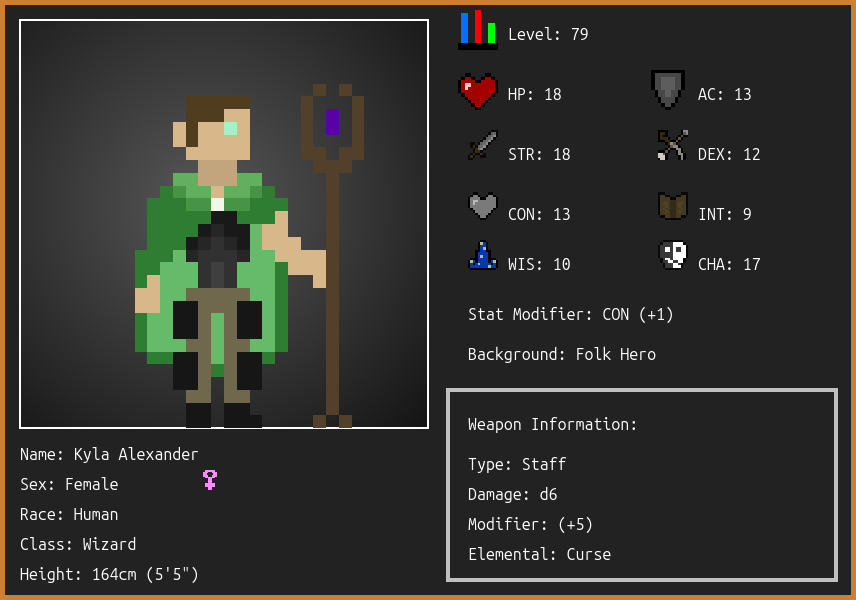 Level: 79
HP: 18
AC: 13
STR: 18
DEX: 12
CON: 13
INT: 9
WIS: 10
CHA: 17
Stat Modifier: CON (+1)
Background: Folk Hero
Weapon Information:
Type: Staff
Damage: d6
Modifier: (+5)
Elemental: Curse
Name: Kyla Alexander
Sex: Female
Race: Human
Class: Wizard
Height: 164cm (5'5")